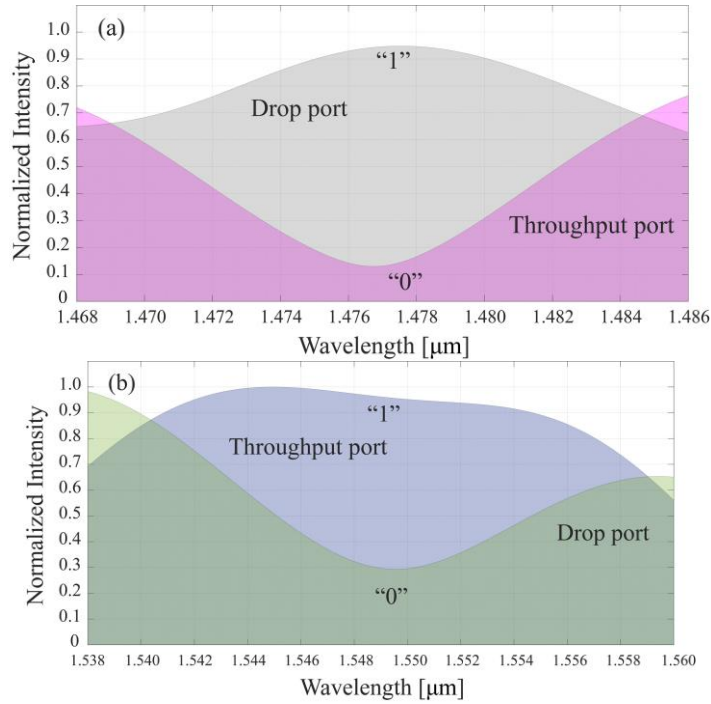 (a)
Normalized Intensity
1.0
0.9
0.8
0.7
0.6
0.5
0.4
0.3
0.2
0.1
0
“1”
Drop port
Throughput port
“0”
1.468 1.470 1.472 1.474 1.476 1.478 1.480 1.482 1.484 1.486
Wavelength [μm]
(b)
Normalized Intensity
1.0
0.9
0.8
0.7
0.6
0.5
0.4
0.3
0.2
0.1
0
“1”
Throughput port
Drop port
“0”
1.538 1.540 1.542 1.544 1.546 1.548 1.550 1.552 1.554 1.556 1.558 1.560
Wavelength [μm]